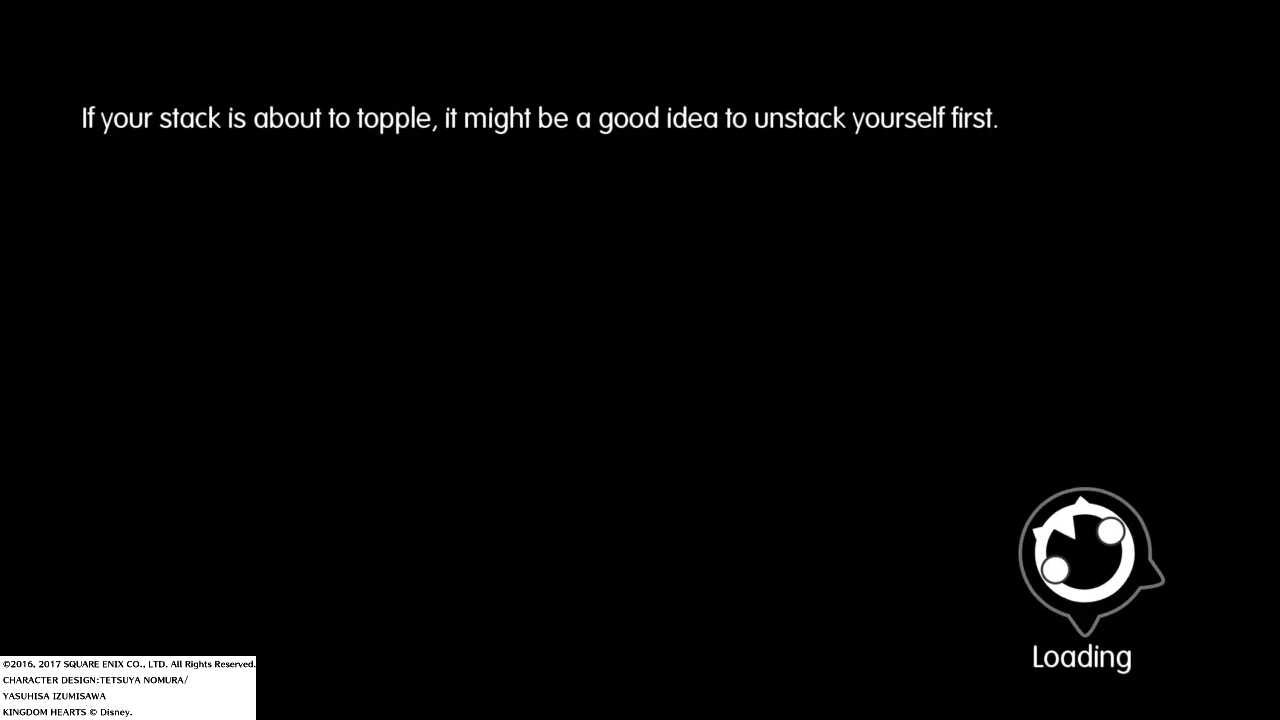 If your stack is about to topple, it might be a good idea to unstack yourself first.
Loading
©2016, 2017 SQUARE ENIX CO., LTD. All Rights Reserved.
CHARACTER DESIGN:TETSUYA NOMURA/
YASUHISA IZUMISAWA
KINGDOM HEARTS © Disney.